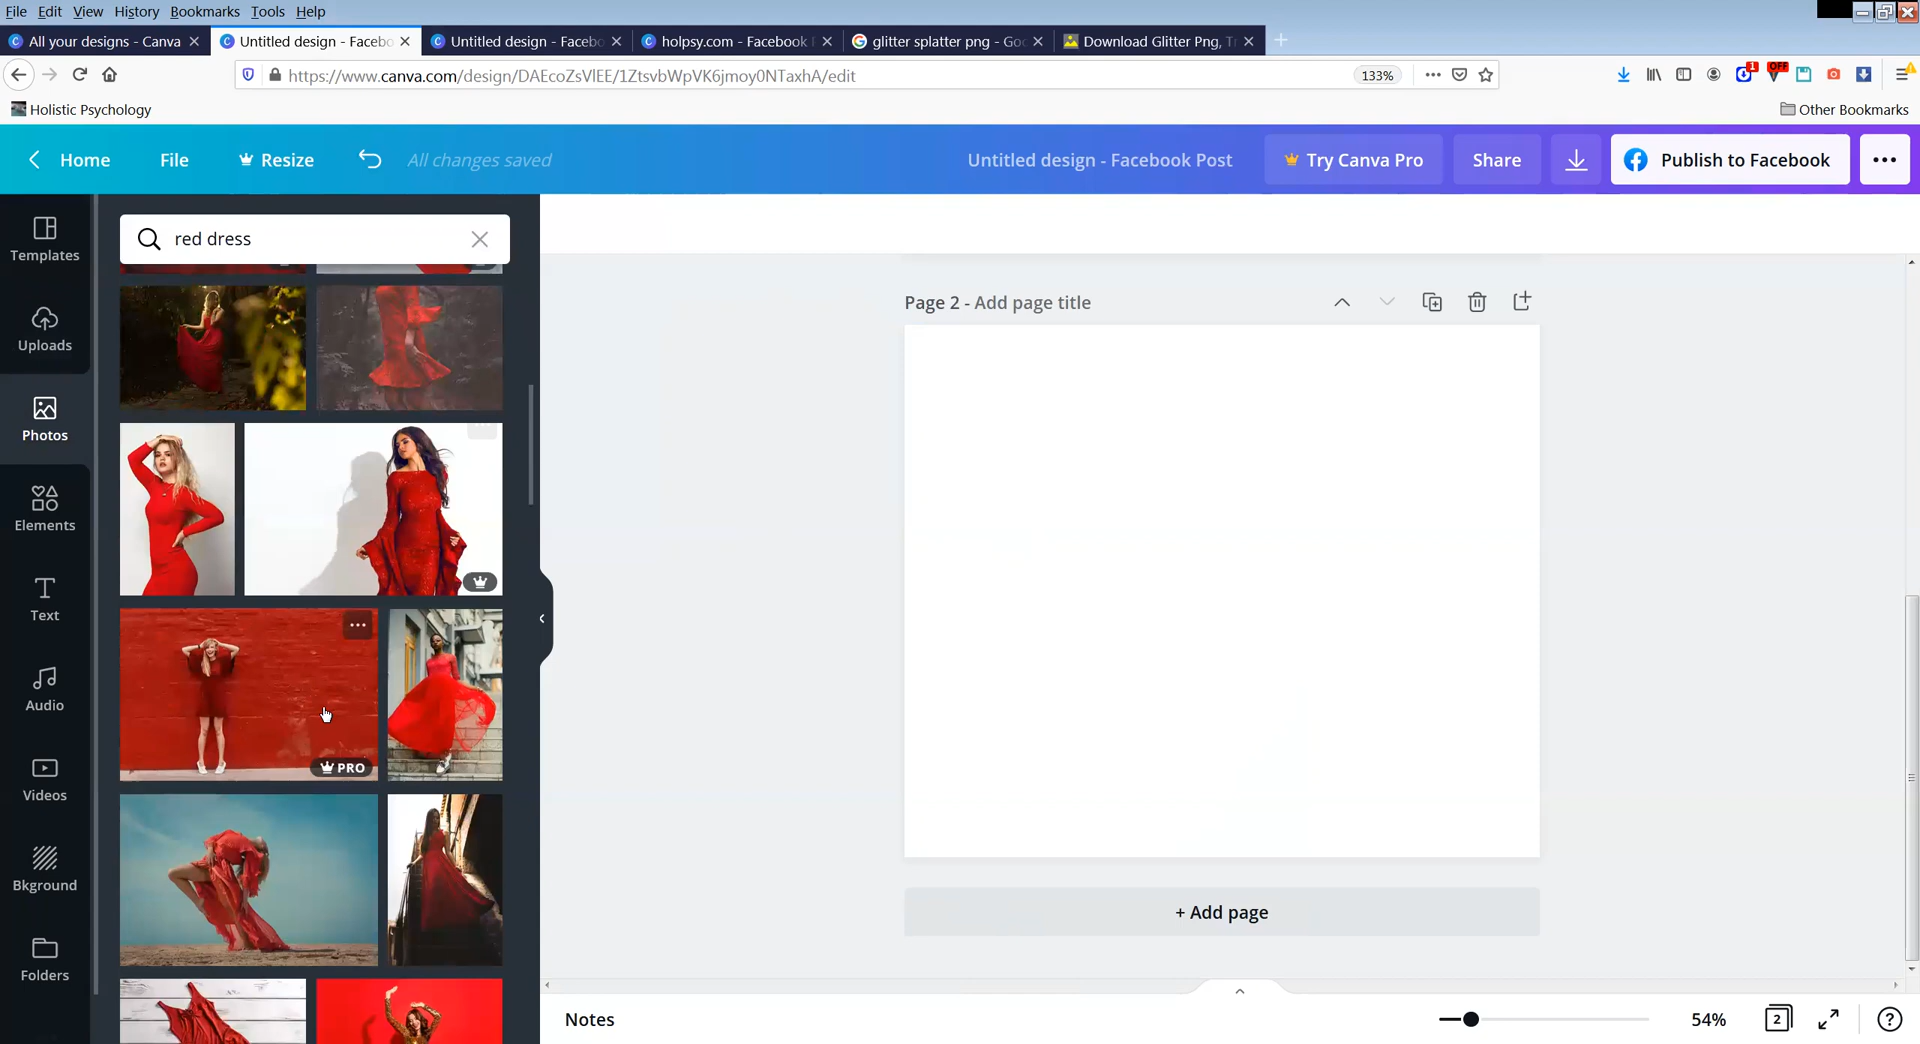 File Edit View History Bookmarks Tools Help
All your designs - Canva
Untitled design - Facebo
Untitled design - Facebo
holpsy.com - Facebook
glitter splatter png - Go
Download Glitter Png, T
https://www.canva.com/design/DAEcoZsVlEE/1ZtsvbWpVK6jmoy0NTaxhA/edit
133%
1
OFF
Holistic Psychology
Other Bookmarks
Home
File
Resize
All changes saved
Untitled design - Facebook Post
Try Canva Pro
Share
Publish to Facebook
Templates
Uploads
Photos
Elements
Text
Audio
Videos
Bkground
Folders
red dress
PRO
Page 2 - Add page title
+ Add page
Notes
54%
2